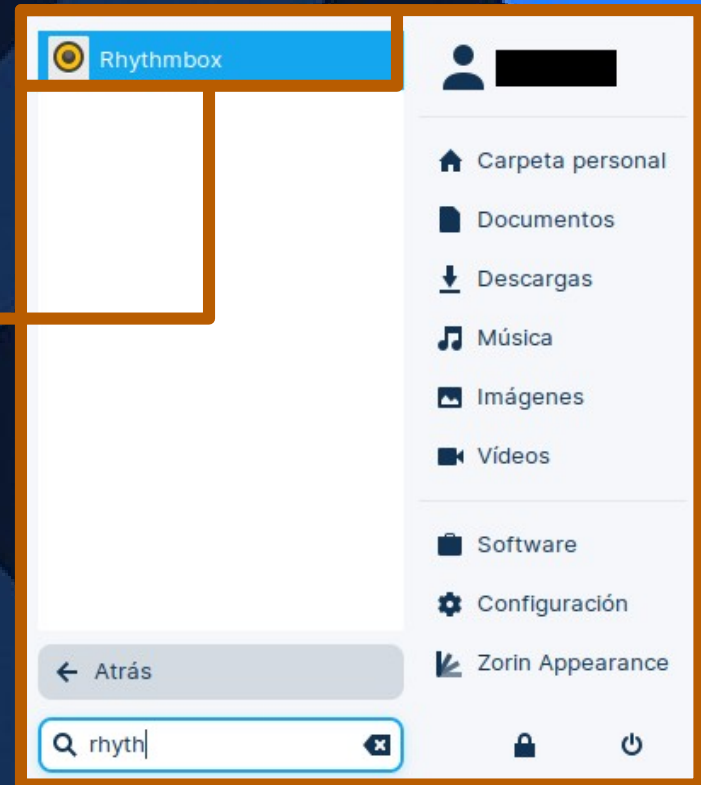 Rhythmbox
Carpeta personal
Documentos
Descargas
Música
Imágenes
Vídeos
Software
Configuración
Zorin Appearance
Atrás
rhyth